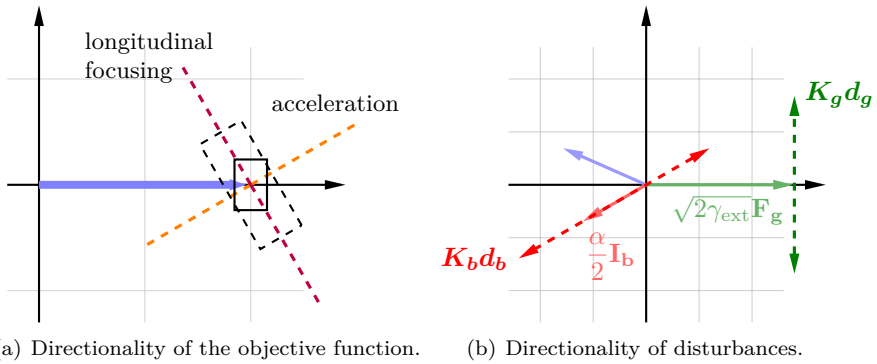 longitudinal
focusing
acceleration
K_g d_g
√2γ_ext F_g
K_b d_b
α/2 I_b
a) Directionality of the objective function.
(b) Directionality of disturbances.